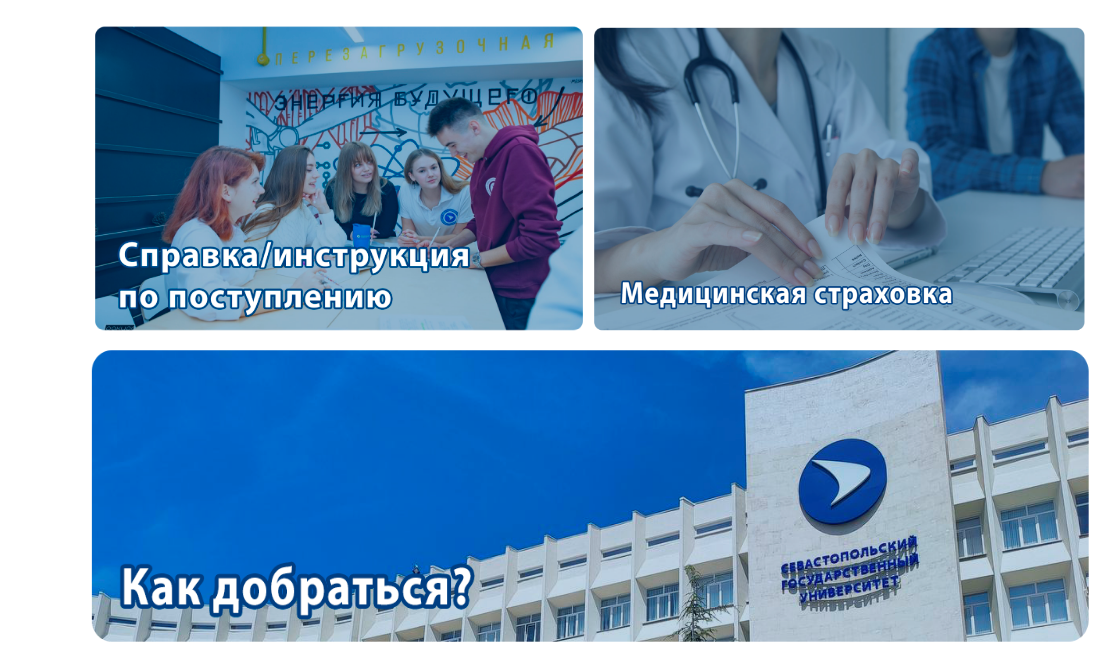 ПЕРЕЗАГРУЗОЧНАЯ
ЭНЕРГИЯ БУДУЩЕГО
Справка/инструкция
по поступлению
Медицинская страховка
СЕВАСТОПОЛЬСКИЙ
ГОСУДАРСТВЕННЫЙ
УНИВЕРСИТЕТ
Как добраться?